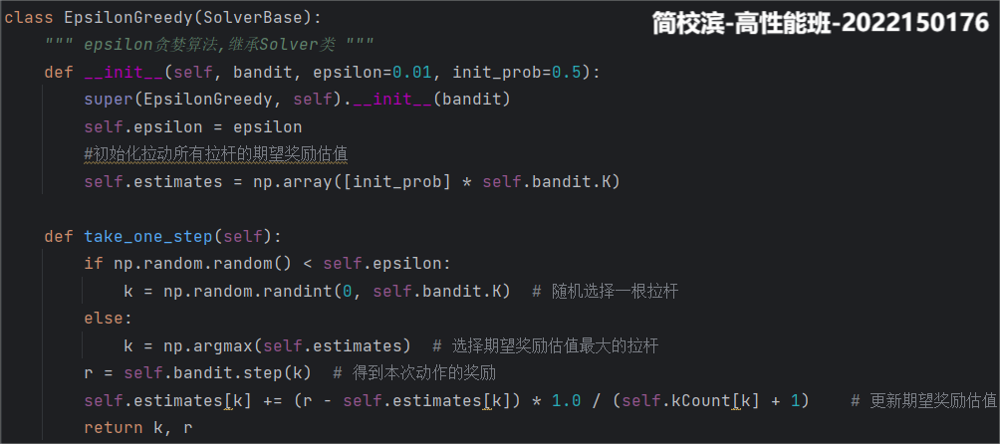 class EpsilonGreedy(SolverBase):
简校滨-高性能班-2022150176
""" epsilon贪婪算法,继承Solver类 """
def __init__(self, bandit, epsilon=0.01, init_prob=0.5):
super(EpsilonGreedy, self).__init__(bandit)
self.epsilon = epsilon
#初始化拉动所有拉杆的期望奖励估值
self.estimates = np.array([init_prob] * self.bandit.K)
def take_one_step(self):
if np.random.random() < self.epsilon:
k = np.random.randint(0, self.bandit.K) # 随机选择一根拉杆
else:
k = np.argmax(self.estimates) # 选择期望奖励估值最大的拉杆
r = self.bandit.step(k) # 得到本次动作的奖励
self.estimates[k] += (r - self.estimates[k]) * 1.0 / (self.kCount[k] + 1) # 更新期望奖励估值
return k, r